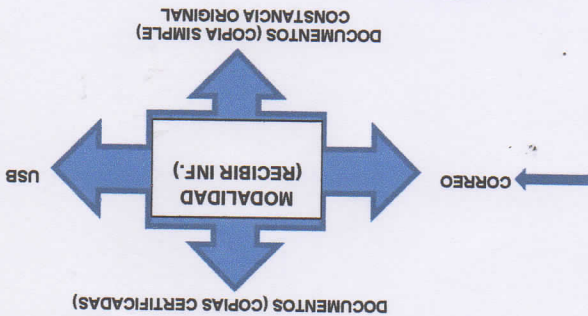 DOCUMENTOS (COPIAS CERTIFICADAS)
CORREO
MODALIDAD
(RECIBIR INF.)
USB
DOCUMENTOS (COPIA SIMPLE)
CONSTANCIA ORIGINAL